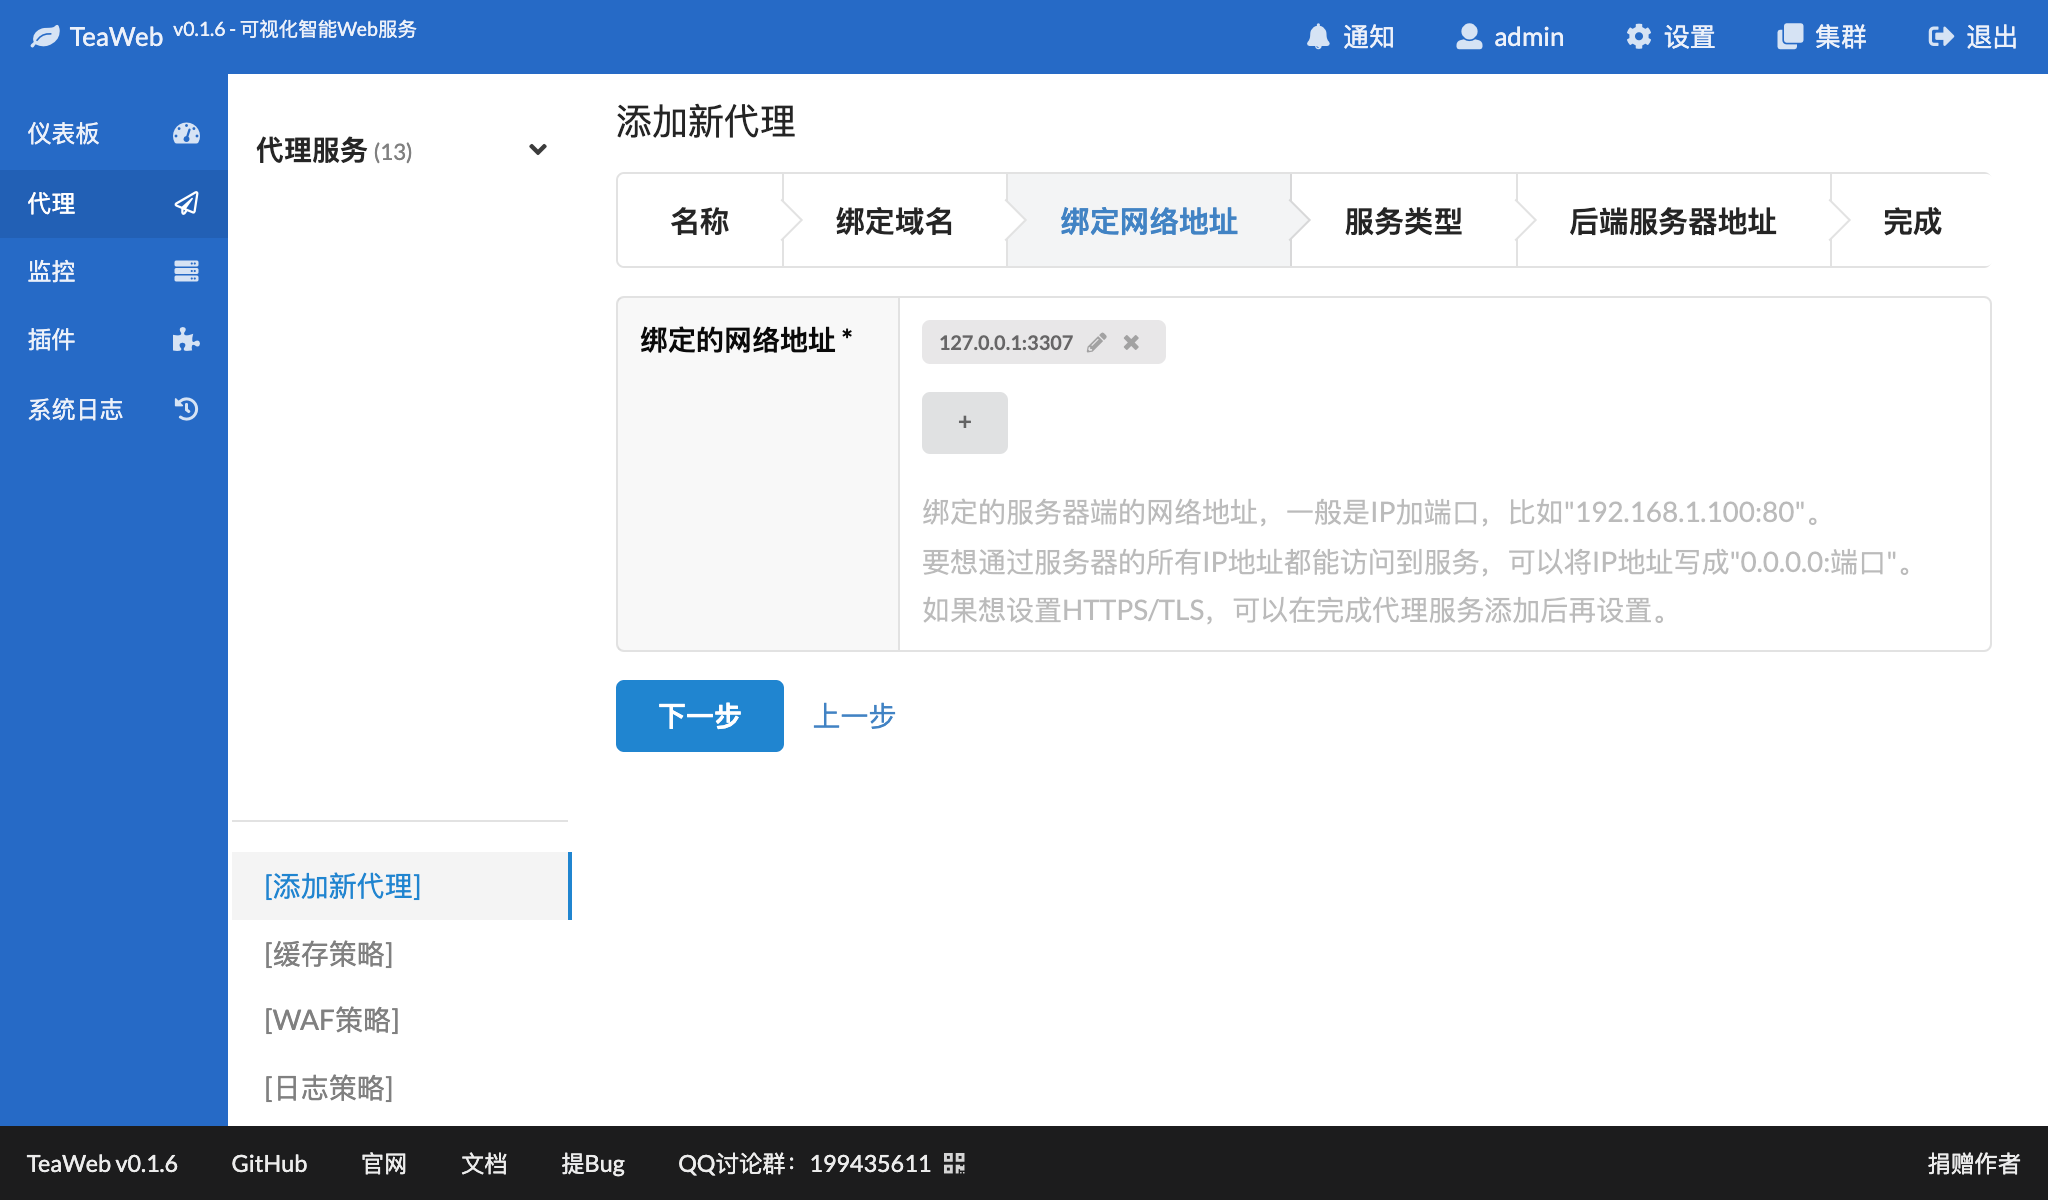 TeaWeb v0.1.6 - 可视化智能Web服务
通知
admin
设置
集群
退出
仪表板
代理
监控
插件
系统日志
代理服务 (13)
[添加新代理]
[缓存策略]
[WAF策略]
[日志策略]
添加新代理
名称
绑定域名
绑定网络地址
服务类型
后端服务器地址
完成
绑定的网络地址 *
127.0.0.1:3307
+
绑定的服务器端的网络地址，一般是IP加端口，比如"192.168.1.100:80"。
要想通过服务器的所有IP地址都能访问到服务，可以将IP地址写成"0.0.0.0:端口"。
如果想设置HTTPS/TLS，可以在完成代理服务添加后再设置。
下一步
上一步
TeaWeb v0.1.6
GitHub
官网
文档
提Bug
QQ讨论群：199435611
捐赠作者